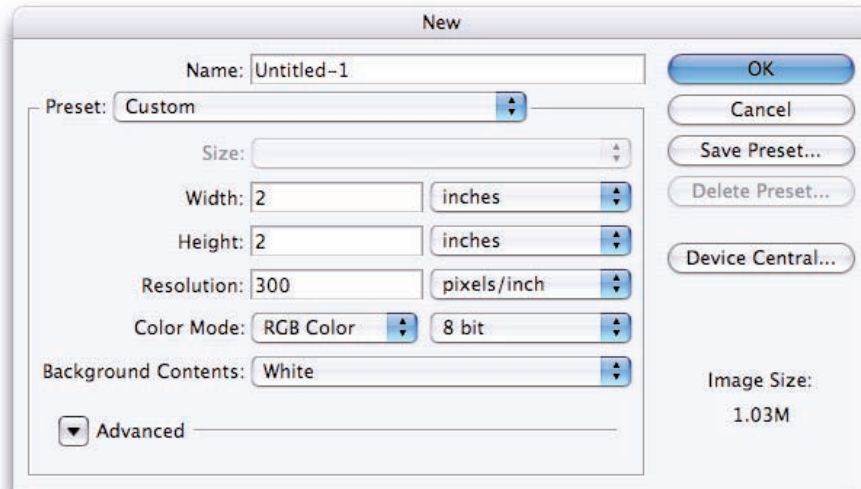 New
Name: Untitled-1
OK
Preset: Custom
Cancel
Size:
Save Preset...
Width: 2 inches
Delete Preset...
Height: 2 inches
Device Central...
Resolution: 300 pixels/inch
Color Mode: RGB Color 8 bit
Background Contents: White
Image Size:
1.03M
Advanced